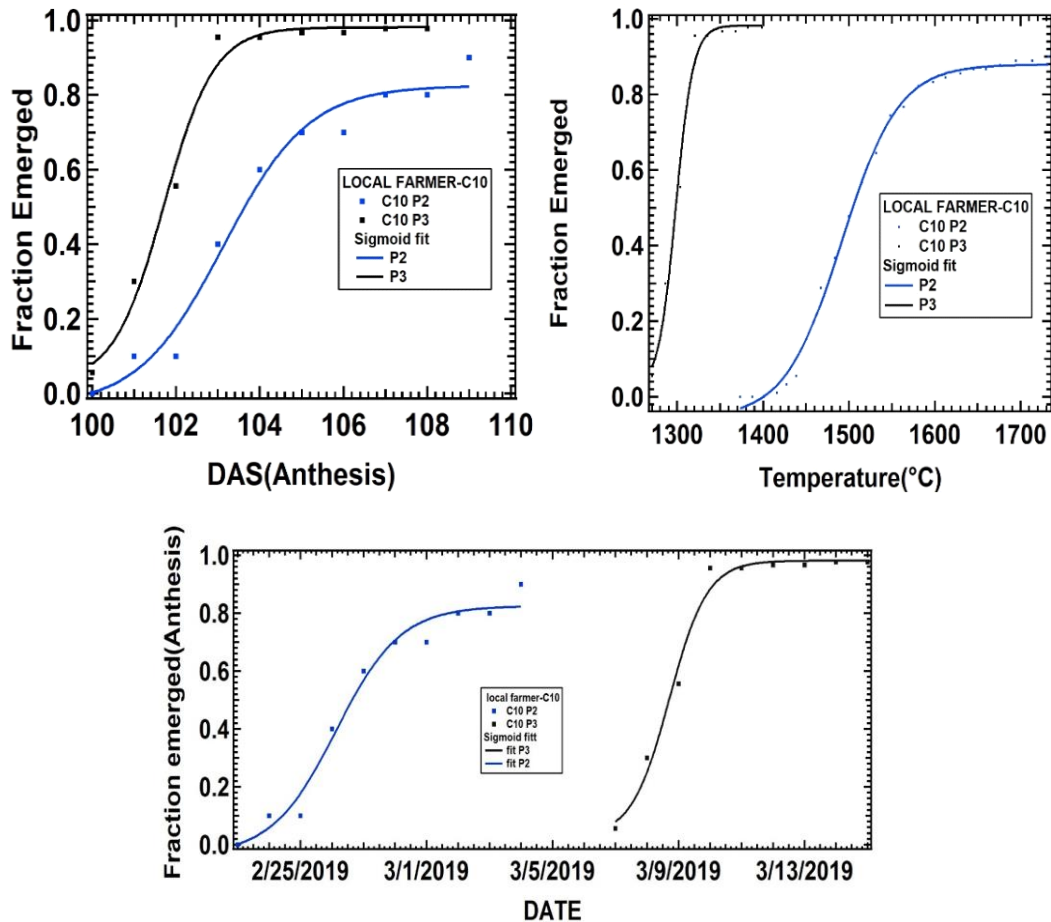 Fraction Emerged
1.0
0.8
0.6
0.4
0.2
0.0
LOCAL FARMER-C10
C10 P2
C10 P3
Sigmoid fit
P2
P3
100 102 104 106 108 110
DAS(Anthesis)
Fraction Emerged
1.0
0.8
0.6
0.4
0.2
0.0
LOCAL FARMER-C10
C10 P2
C10 P3
Sigmoid fit
P2
P3
1300 1400 1500 1600 1700
Temperature(°C)
Fraction emerged(Anthesis)
1.0
0.8
0.6
0.4
0.2
0.0
local farmer-C10
C10 P2
C10 P3
Sigmoid fitt
fit P3
fit P2
2/25/2019 3/1/2019 3/5/2019 3/9/2019 3/13/2019
DATE